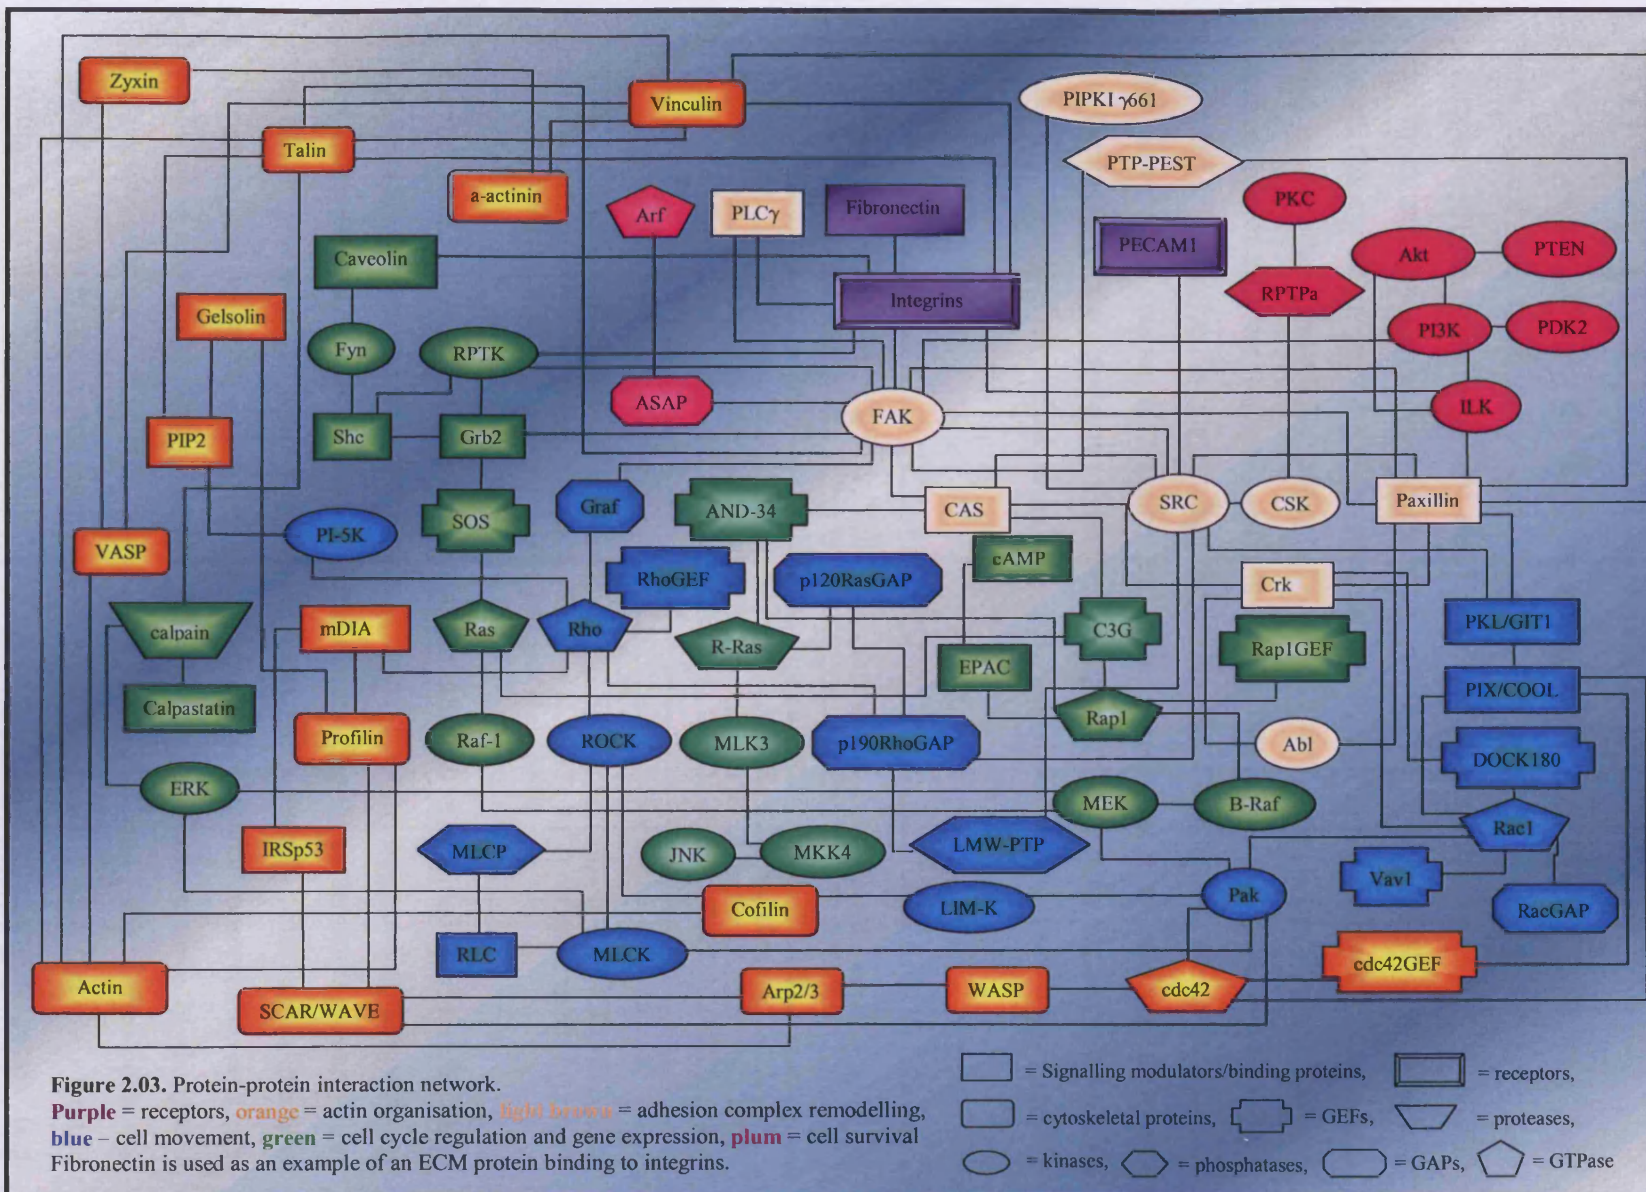 Zyxin
Vinculin
PIPKI γ661
Talin
PTP-PEST
a-actinin
Arf
PLCγ
Fibronectin
PKC
PECAM1
Akt
PTEN
Caveolin
Integrins
RPTPa
Gelsolin
PI3K
PDK2
Fyn
RPTK
ASAP
FAK
ILK
PIP2
Shc
Grb2
SRC
CSK
Paxillin
Graf
AND-34
CAS
SOS
PI-5K
VASP
cAMP
RhoGEF
p120RasGAP
Crk
calpain
mDIA
Ras
Rho
R-Ras
C3G
Rap1GEF
PKL/GIT1
EPAC
PIX/COOL
Calpastatin
Rap1
Profilin
Raf-1
ROCK
MLK3
p190RhoGAP
Abl
DOCK180
ERK
MEK
B-Raf
Rac1
IRSp53
MLCP
JNK
MKK4
LMW-PTP
Vav1
Pak
Cofilin
LIM-K
RacGAP
RLC
MLCK
cdc42GEF
Actin
Arp2/3
WASP
cdc42
SCAR/WAVE
Figure 2.03. Protein-protein interaction network.
Purple = receptors, orange = actin organisation, light brown = adhesion complex remodelling,
blue – cell movement, green = cell cycle regulation and gene expression, plum = cell survival
Fibronectin is used as an example of an ECM protein binding to integrins.
= Signalling modulators/binding proteins, = receptors,
= cytoskeletal proteins, = GEFs, = proteases,
= kinases, = phosphatases, = GAPs, = GTPase